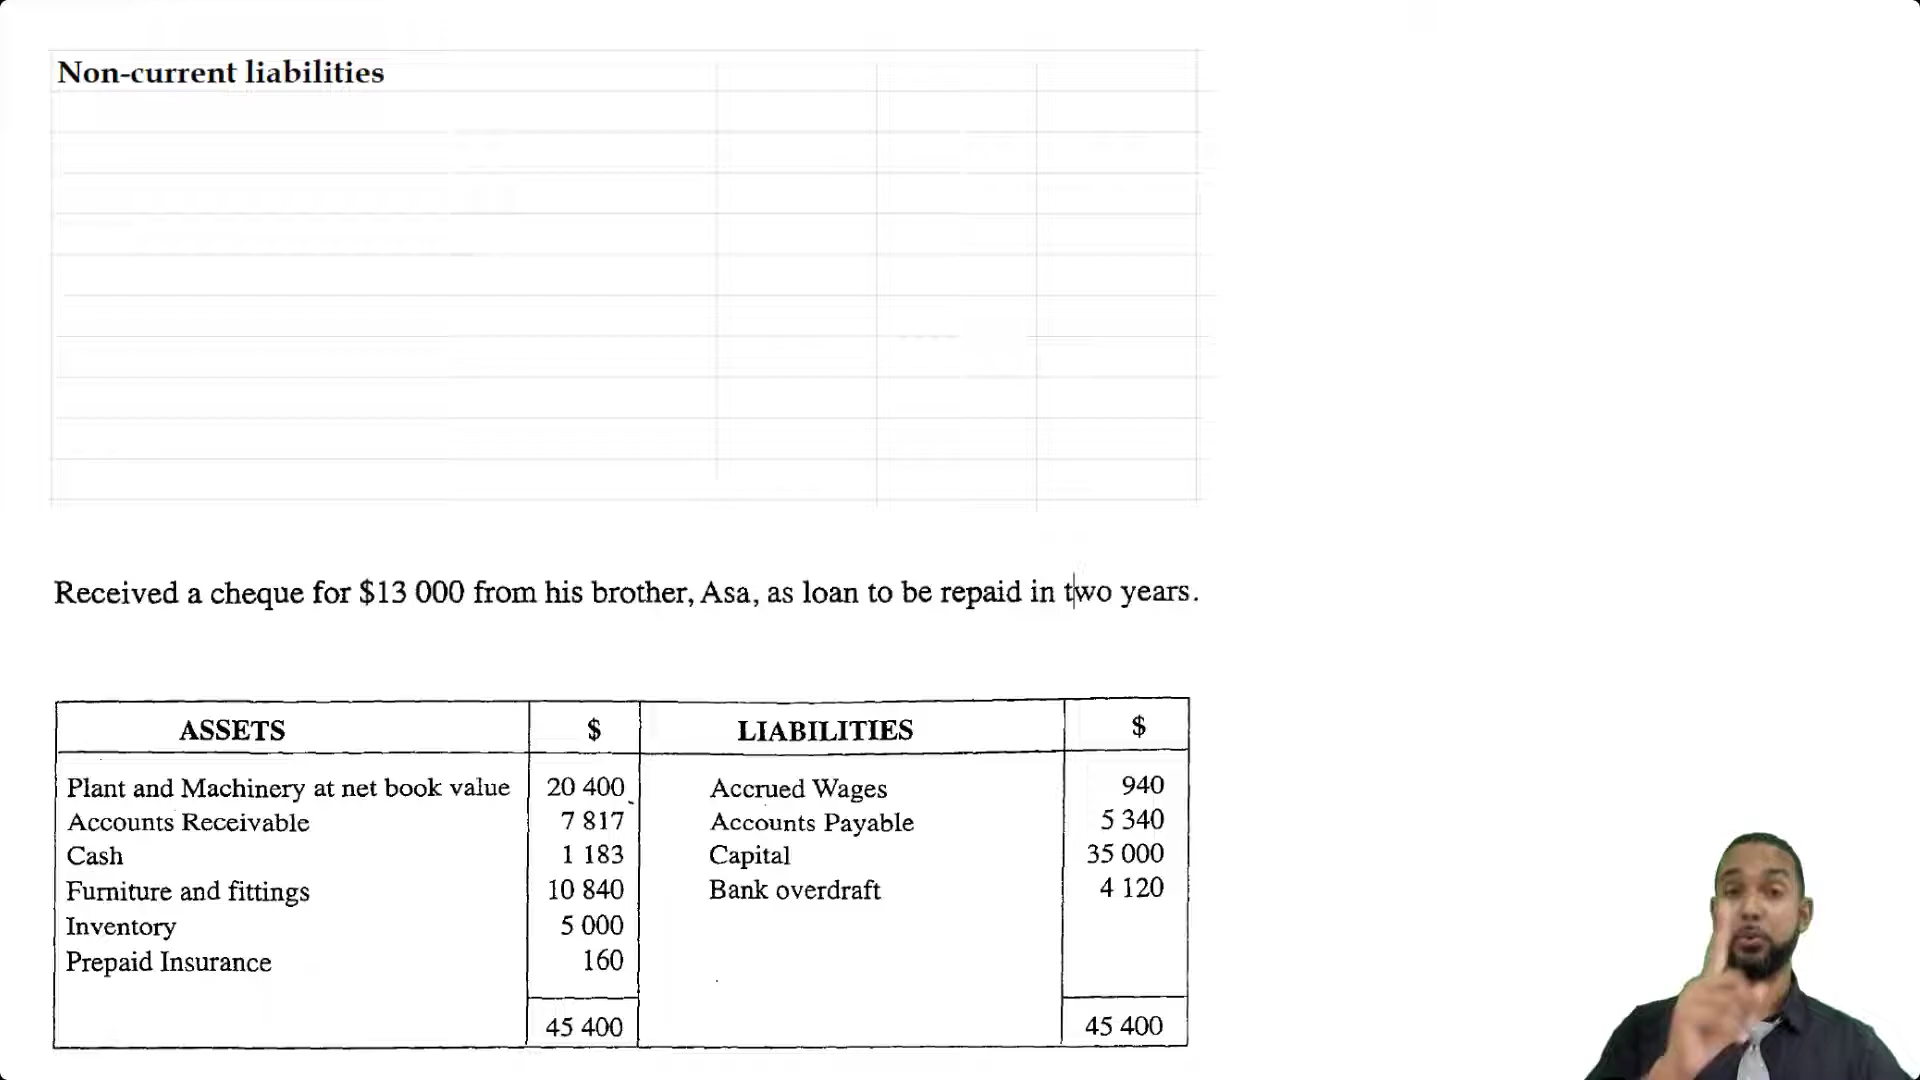 Non-current liabilities
Received a cheque for $13 000 from his brother, Asa, as loan to be repaid in two years.
ASSETS $ LIABILITIES $
Plant and Machinery at net book value 20 400 Accrued Wages 940
Accounts Receivable 7 817 Accounts Payable 5 340
Cash 1 183 Capital 35 000
Furniture and fittings 10 840 Bank overdraft 4 120
Inventory 5 000
Prepaid Insurance 160
45 400 45 400